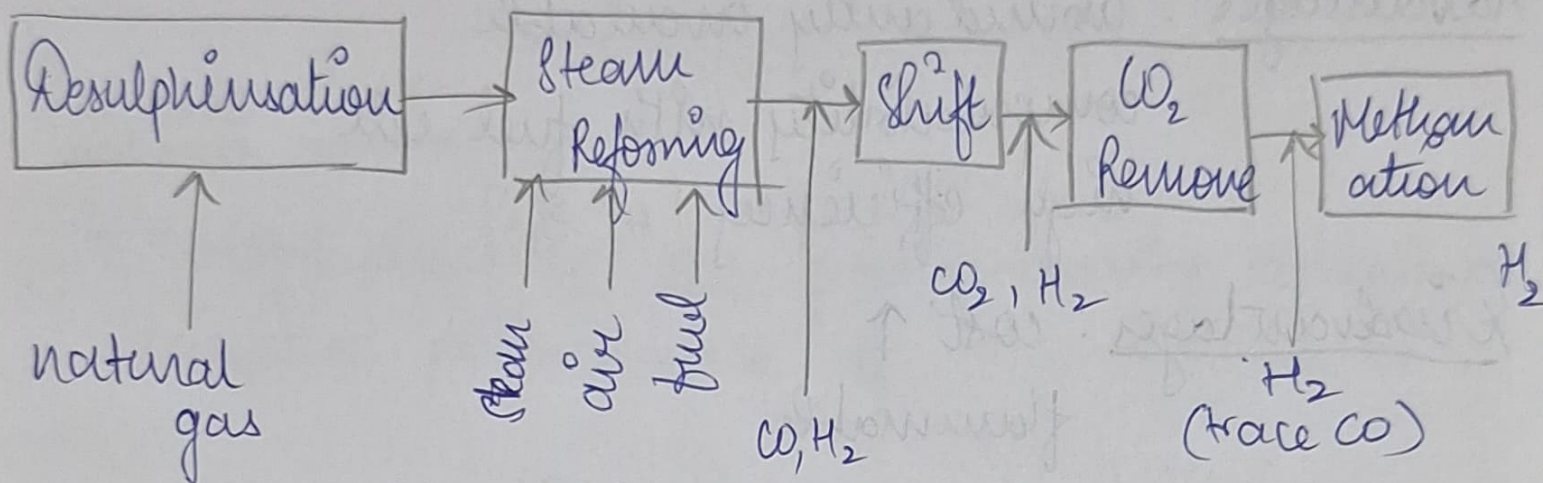 Desulphurisation
Steam
Reforming
Shift
CO₂
Remove
Methan
ation
natural
gas
steam
air
fuel
CO, H₂
CO₂, H₂
H₂
(trace CO)
H₂